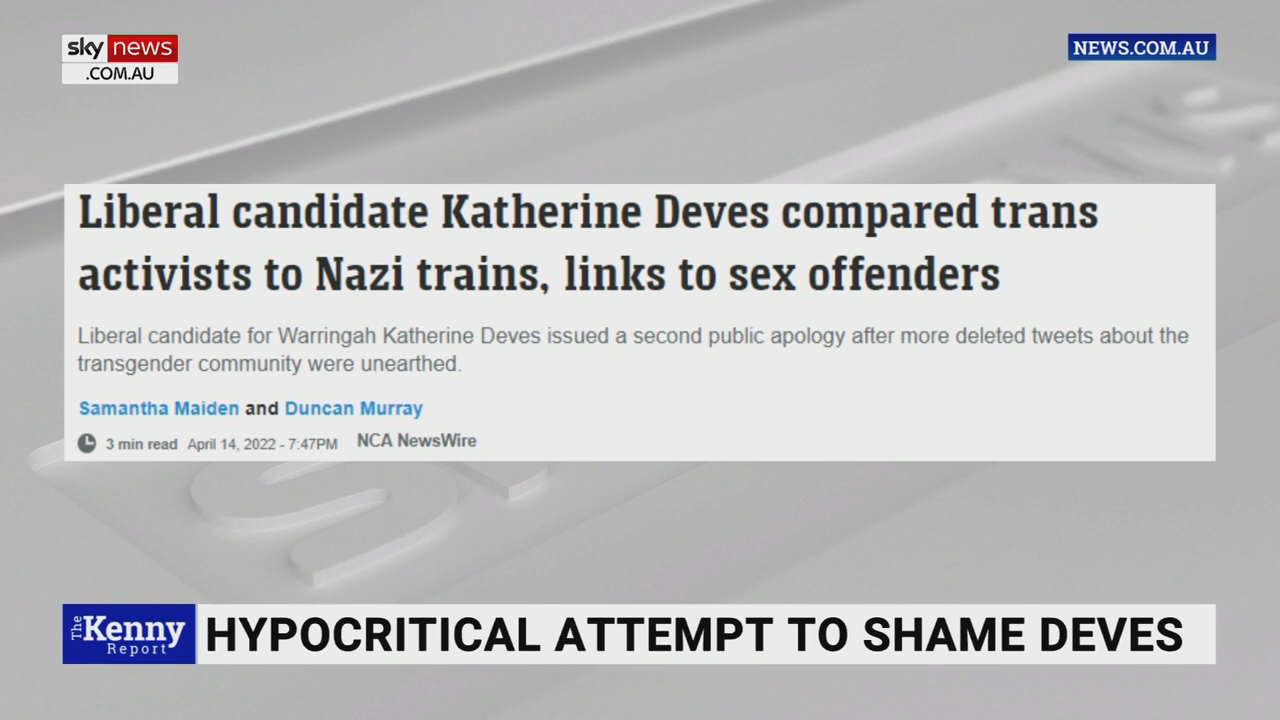 sky news
.COM.AU
NEWS.COM.AU
Liberal candidate Katherine Deves compared trans
activists to Nazi trains, links to sex offenders
Liberal candidate for Warringah Katherine Deves issued a second public apology after more deleted tweets about the
transgender community were unearthed.
Samantha Maiden and Duncan Murray
3 min read April 14, 2022 - 7:47PM NCA NewsWire
The Kenny Report
HYPOCRITICAL ATTEMPT TO SHAME DEVES